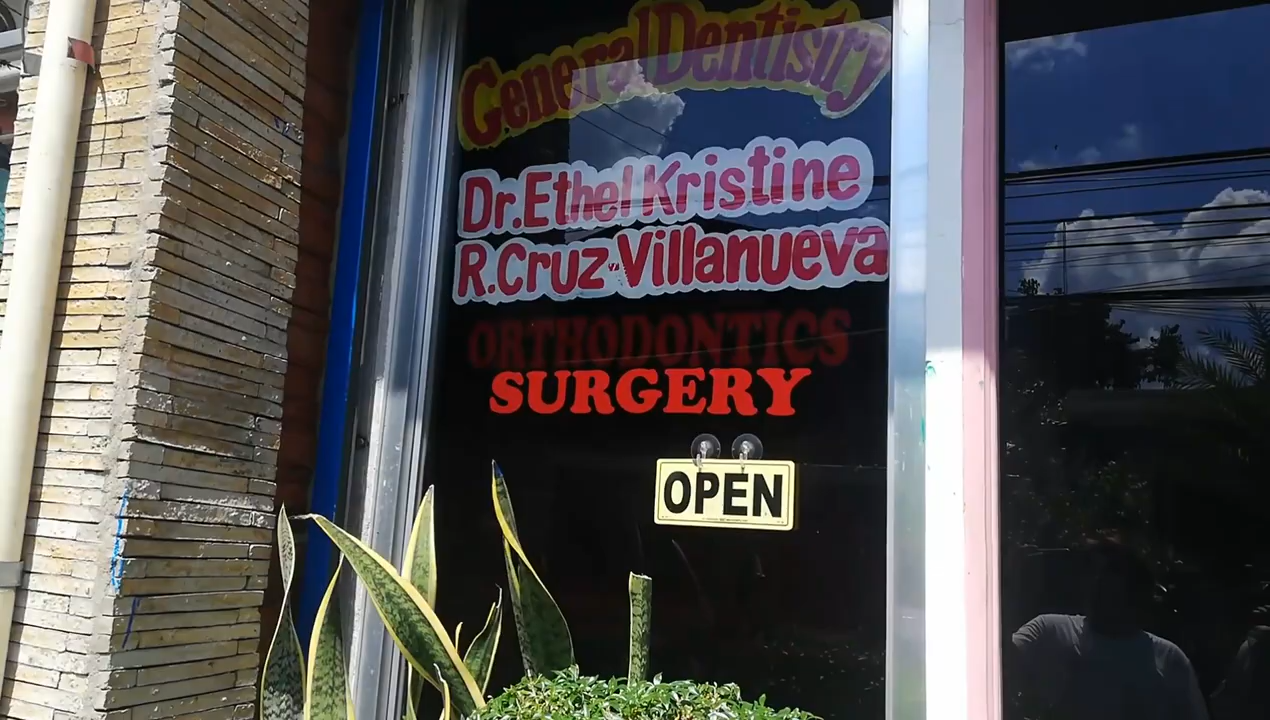 General Dentistry
Dr. Ethel Kristine
R. Cruz-Villanueva
ORTHODONTICS
SURGERY
OPEN